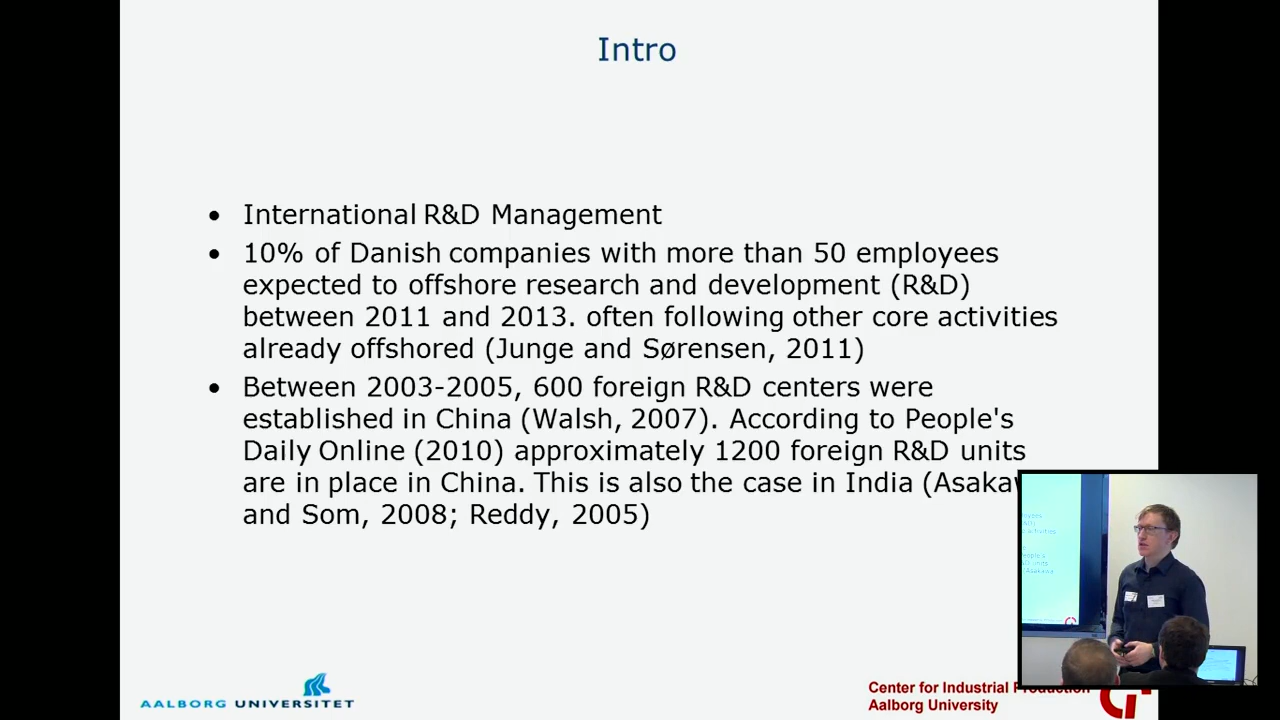 Intro
• International R&D Management
• 10% of Danish companies with more than 50 employees
expected to offshore research and development (R&D)
between 2011 and 2013. often following other core activities
already offshored (Junge and Sørensen, 2011)
• Between 2003-2005, 600 foreign R&D centers were
established in China (Walsh, 2007). According to People's
Daily Online (2010) approximately 1200 foreign R&D units
are in place in China. This is also the case in India (Asakaw
and Som, 2008; Reddy, 2005)
AALBORG UNIVERSITET
Center for Industrial Production
Aalborg University